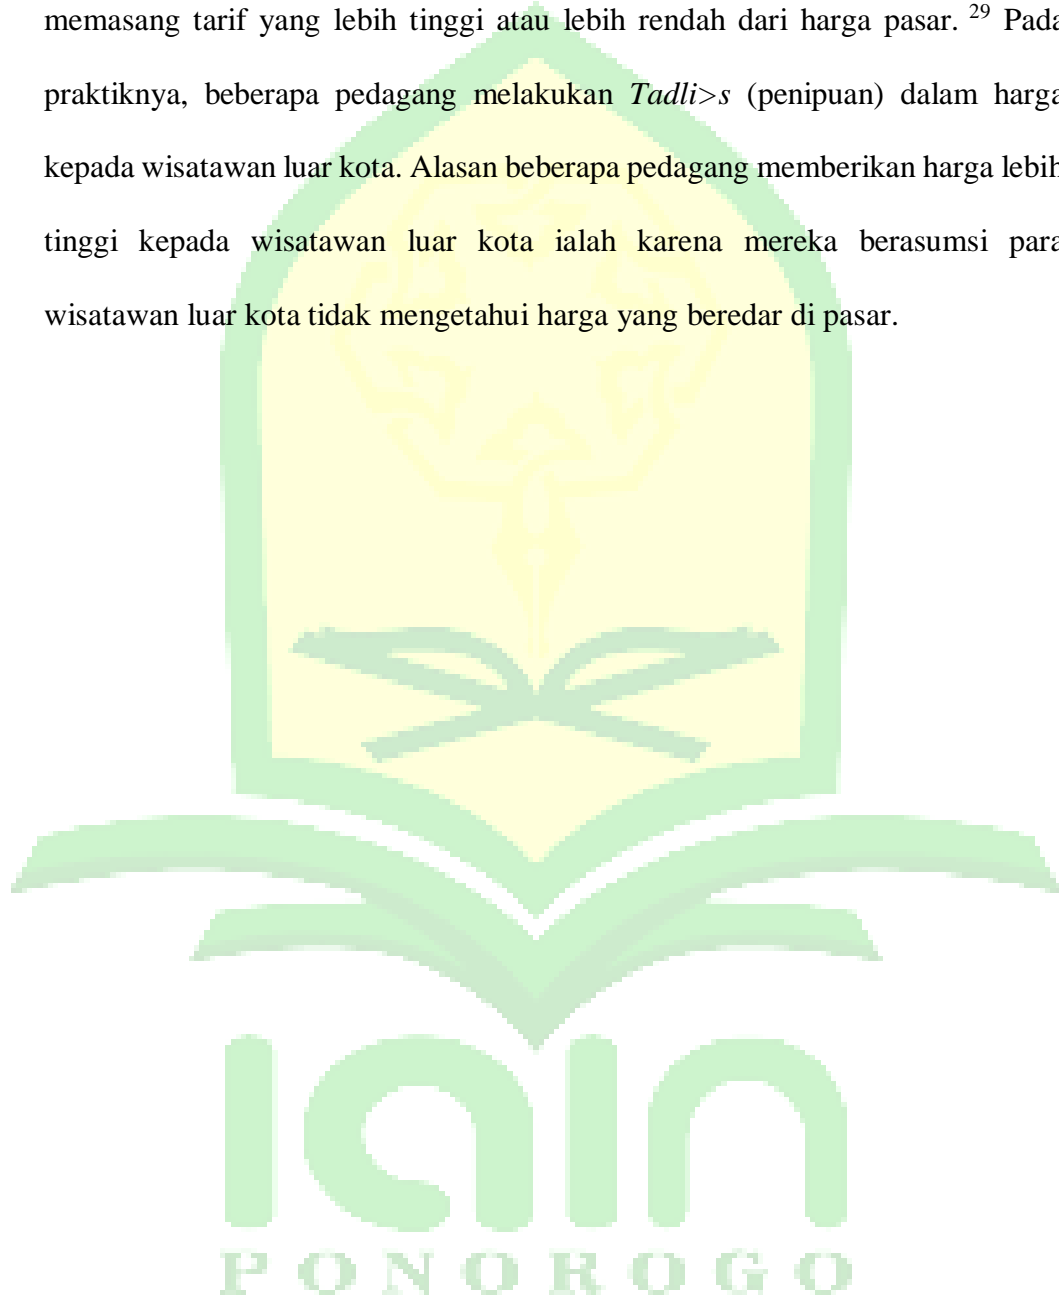 memasang tarif yang lebih tinggi atau lebih rendah dari harga pasar. 29 Pada
praktiknya, beberapa pedagang melakukan Tadli>s (penipuan) dalam harga
kepada wisatawan luar kota. Alasan beberapa pedagang memberikan harga lebih
tinggi kepada wisatawan luar kota ialah karena mereka berasumsi para
wisatawan luar kota tidak mengetahui harga yang beredar di pasar.
iain
PONOROGO